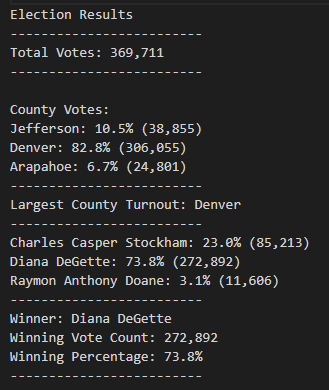 Election Results
-------------------------
Total Votes: 369,711
-------------------------

County Votes:
Jefferson: 10.5% (38,855)
Denver: 82.8% (306,055)
Arapahoe: 6.7% (24,801)
-------------------------
Largest County Turnout: Denver
-------------------------
Charles Casper Stockham: 23.0% (85,213)
Diana DeGette: 73.8% (272,892)
Raymon Anthony Doane: 3.1% (11,606)
-------------------------
Winner: Diana DeGette
Winning Vote Count: 272,892
Winning Percentage: 73.8%
-------------------------